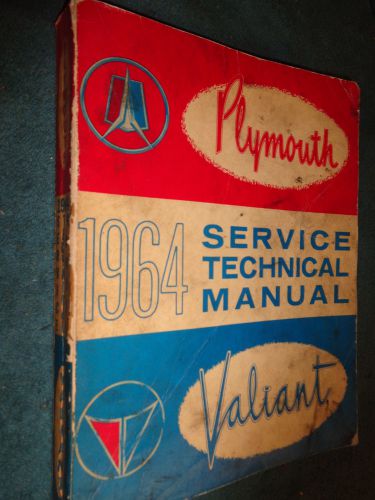 Plymouth
1964
SERVICE
TECHNICAL
MANUAL
Valiant